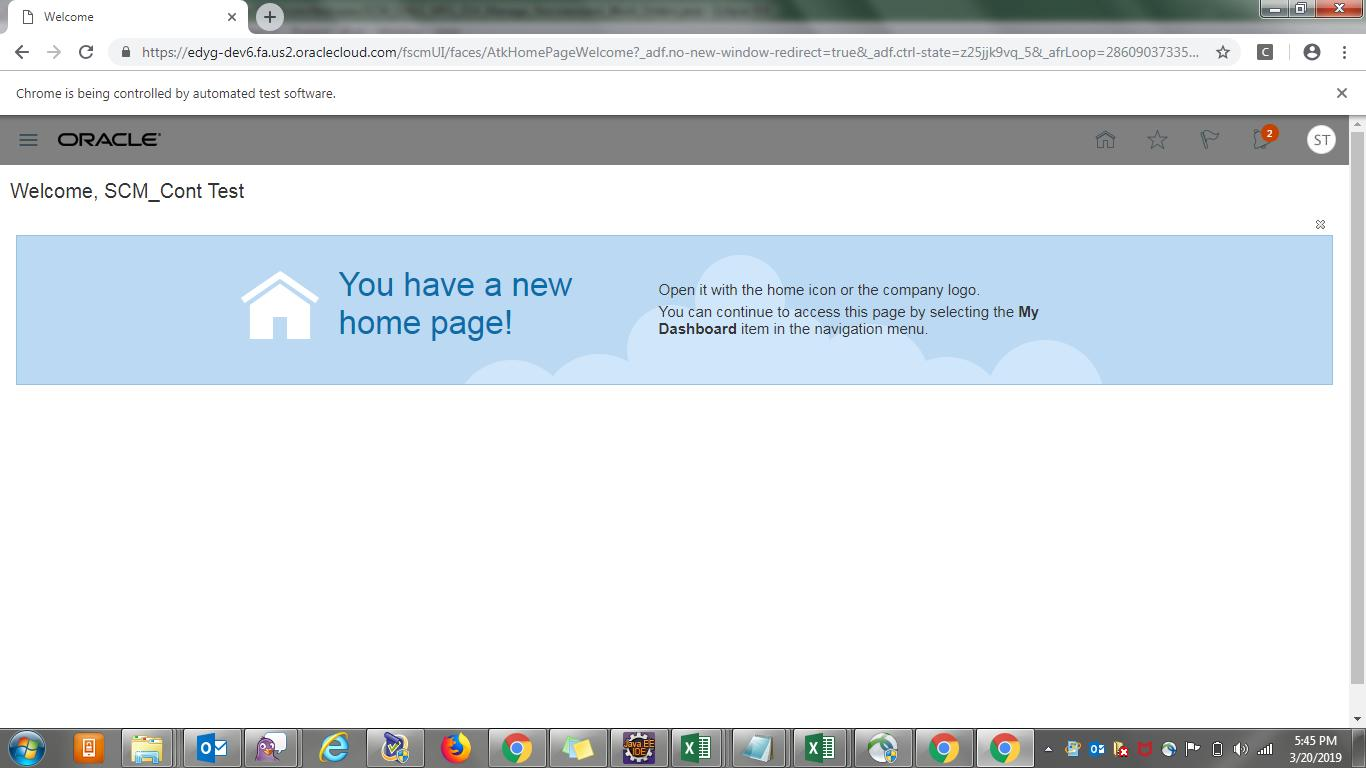 Welcome
https://edyg-dev6.fa.us2.oraclecloud.com/fscmUI/faces/AtkHomePageWelcome?_adf.no-new-window-redirect=true&_adf.ctrl-state=z25jjk9vq_5&_afrLoop=28609037335...
C
Chrome is being controlled by automated test software.
ORACLE
2
ST
Welcome, SCM_Cont Test
You have a new
home page!
Open it with the home icon or the company logo.
You can continue to access this page by selecting the My
Dashboard item in the navigation menu.
Java EE
IDE
5:45 PM
3/20/2019